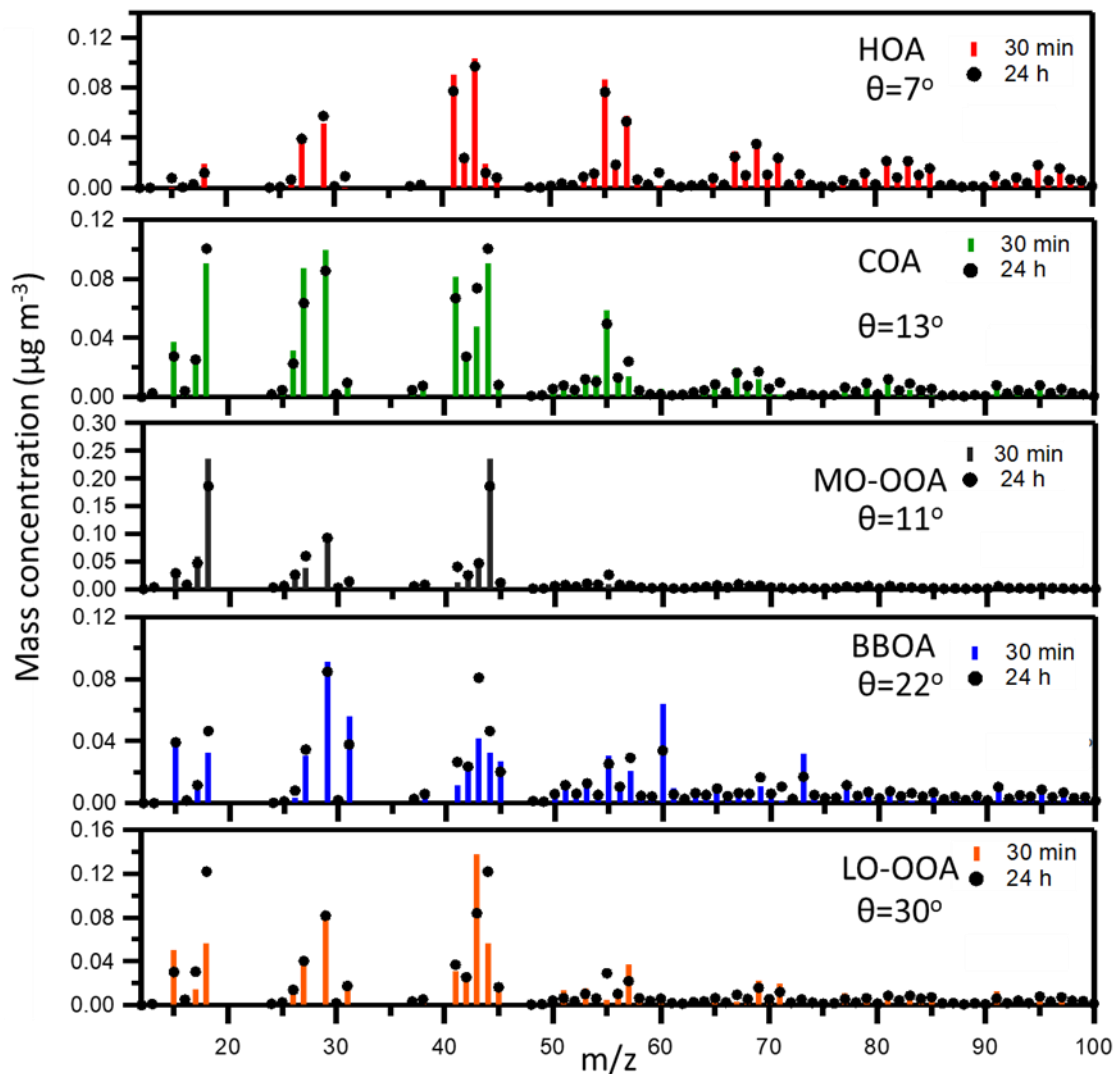 HOA
θ=7°
30 min
24 h
0.12
0.08
0.04
0.00
COA
θ=13°
30 min
24 h
0.12
0.08
0.04
0.00
MO-OOA
θ=11°
30 min
24 h
0.30
0.25
0.20
0.15
0.10
0.05
0.00
BBOA
θ=22°
30 min
24 h
0.12
0.08
0.04
0.00
LO-OOA
θ=30°
30 min
24 h
0.16
0.12
0.08
0.04
0.00
20 30 40 50 60 70 80 90 100
m/z
Mass concentration (µg m⁻³)